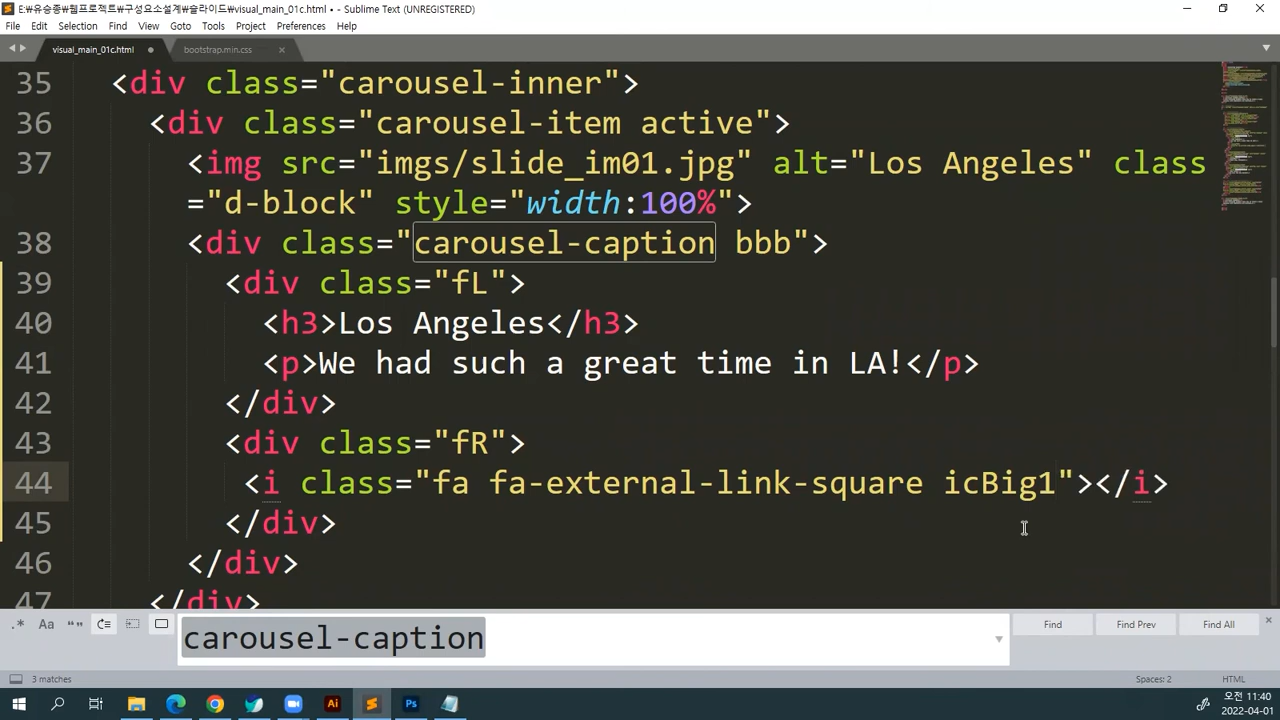 E:₩유승종₩웹프로젝트₩구성요소설계₩슬라이드₩visual_main_01c.html • - Sublime Text (UNREGISTERED)
File Edit Selection Find View Goto Tools Project Preferences Help
visual_main_01c.html bootstrap.min.css
35 <div class="carousel-inner">
36 <div class="carousel-item active">
37 <img src="imgs/slide_im01.jpg" alt="Los Angeles" class
="d-block" style="width:100%">
38 <div class="carousel-caption bbb">
39 <div class="fL">
40 <h3>Los Angeles</h3>
41 <p>We had such a great time in LA!</p>
42 </div>
43 <div class="fR">
44 <i class="fa fa-external-link-square icBig1"></i>
45 </div>
46 </div>
47 </div>
.* Aa “” carousel-caption Find Find Prev Find All
3 matches Spaces: 2 HTML
Ai Ps 오전 11:40
2022-04-01